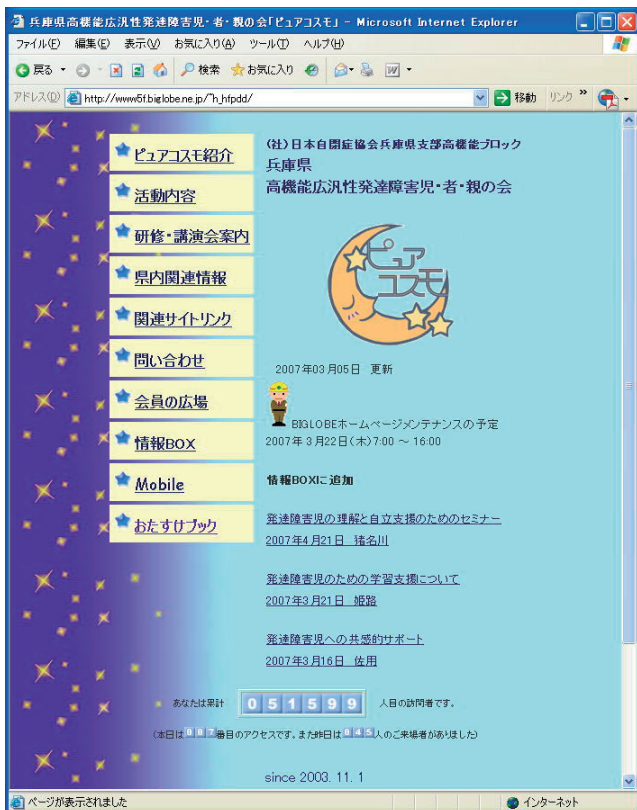 兵庫県高機能広汎性発達障害児・者・親の会「ピュアコスモ」 - Microsoft Internet Explorer
ファイル(F) 編集(E) 表示(V) お気に入り(A) ツール(T) ヘルプ(H)
戻る 検索 お気に入り
アドレス(D) http://www5f.biglobe.ne.jp/~h_hfpdd/ 移動 リンク »
(社)日本自閉症協会兵庫県支部高機能ブロック
兵庫県
高機能広汎性発達障害児・者・親の会
ピュアコスモ紹介
活動内容
研修・講演会案内
県内関連情報
関連サイトリンク
問い合わせ
会員の広場
情報BOX
Mobile
おたすけブック
ピュア
コスモ
2007年03月05日 更新
BIGLOBEホームページメンテナンスの予定
2007年3月22日(木)7:00 ~ 16:00
情報BOXに追加
発達障害児の理解と自立支援のためのセミナー
2007年4月21日 猪名川
発達障害児のための学習支援について
2007年3月21日 姫路
発達障害児への共感的サポート
2007年3月16日 佐用
あなたは累計 051599 人目の訪問者です。
(本日は007番目のアクセスです。また昨日は045人のご来場者がありました)
since 2003. 11. 1
ページが表示されました インターネット